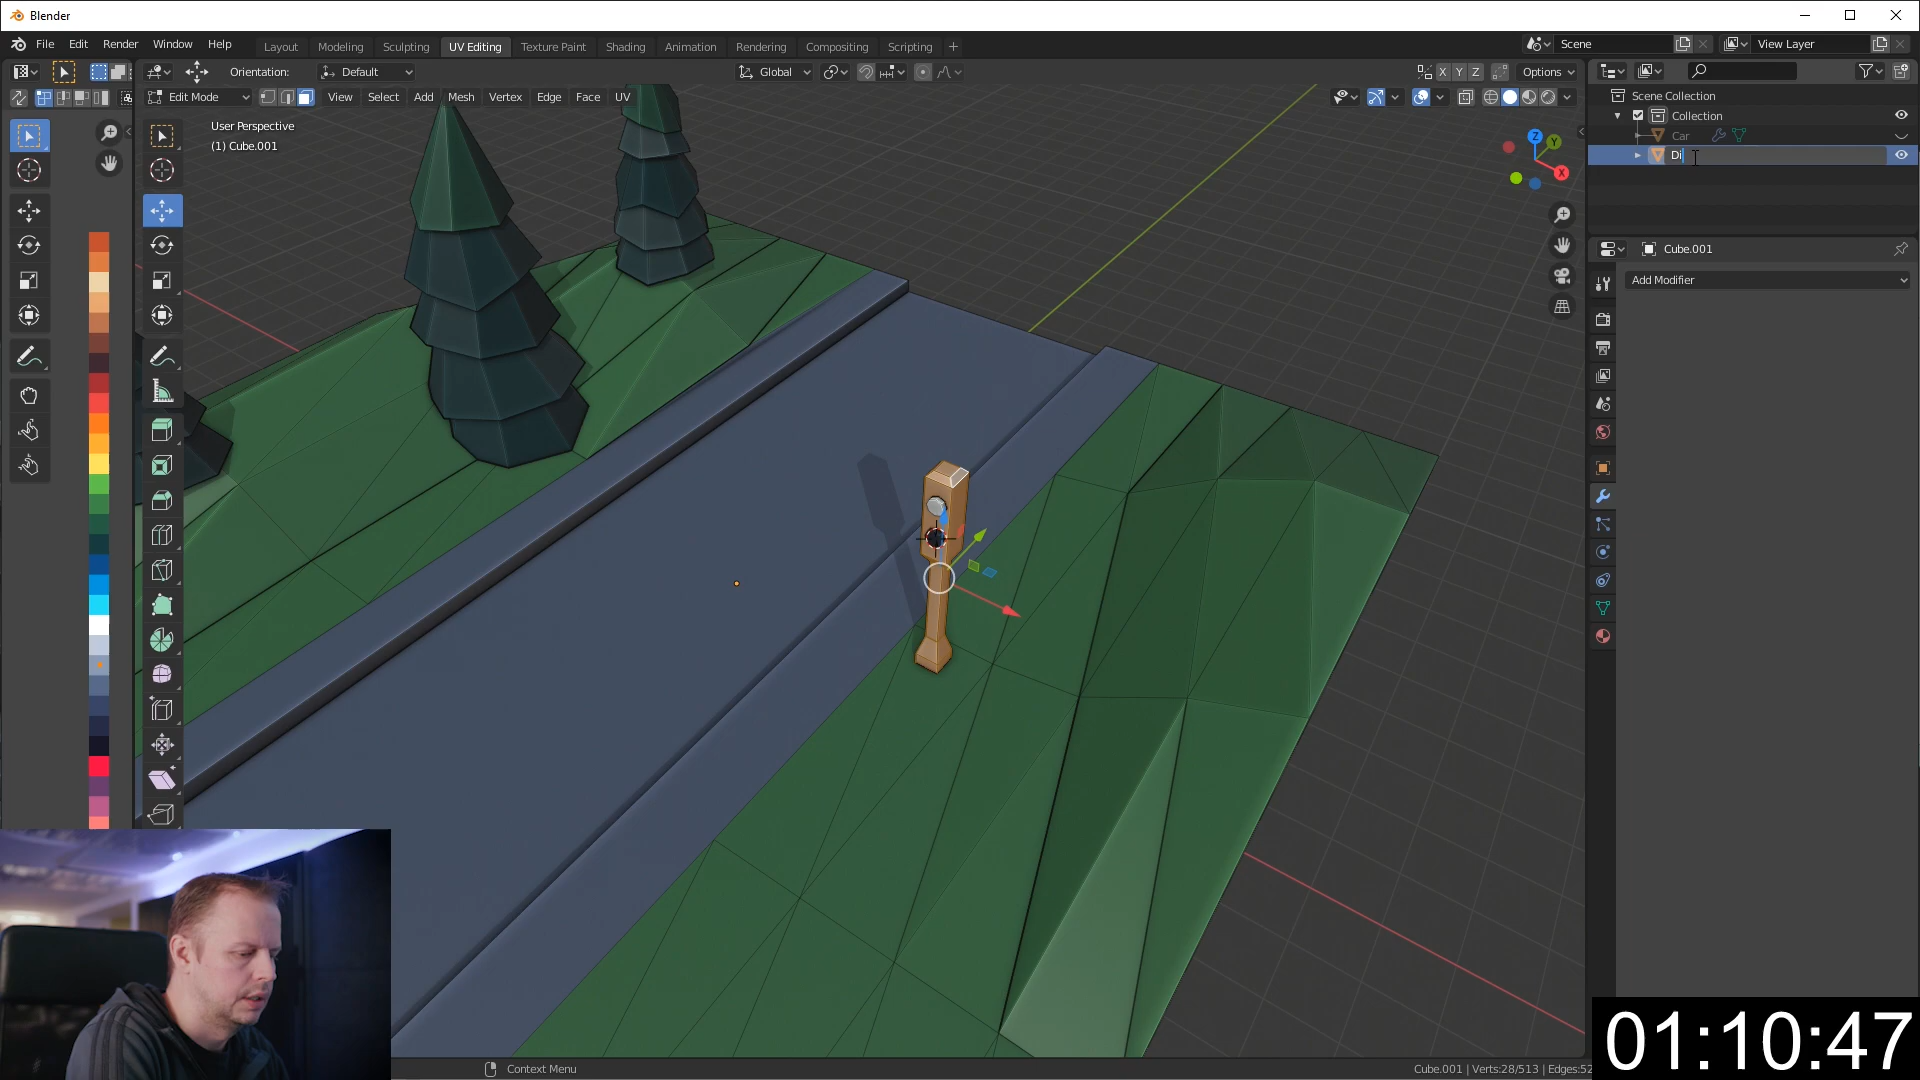 Blender
File Edit Render Window Help
Layout Modeling Sculpting UV Editing Texture Paint Shading Animation Rendering Compositing Scripting +
Scene
View Layer
Orientation: Default
Global
X Y Z Options
Edit Mode View Select Add Mesh Vertex Edge Face UV
User Perspective
(1) Cube.001
Z
Y
X
Scene Collection
Collection
Car
Di
Cube.001
Add Modifier
Context Menu
Cube.001 | Verts:28/513 | Edges:52
01:10:47